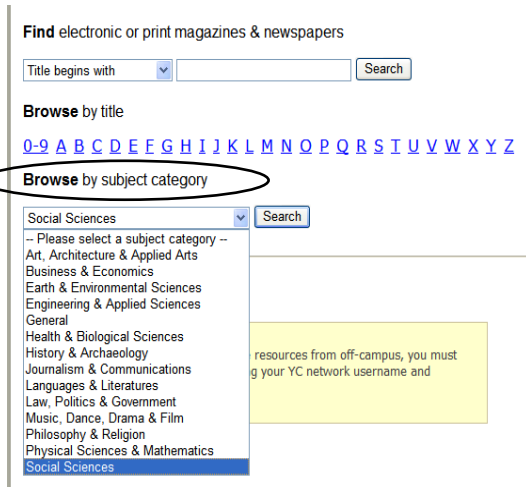 Find electronic or print magazines & newspapers
Title begins with Search
Browse by title
0-9 A B C D E F G H I J K L M N O P Q R S T U V W X Y Z
Browse by subject category
Social Sciences Search
-- Please select a subject category --
Art, Architecture & Applied Arts
Business & Economics
Earth & Environmental Sciences
Engineering & Applied Sciences
General
Health & Biological Sciences
History & Archaeology
resources from off-campus, you must
Journalism & Communications
g your YC network username and
Languages & Literatures
Law, Politics & Government
Music, Dance, Drama & Film
Philosophy & Religion
Physical Sciences & Mathematics
Social Sciences